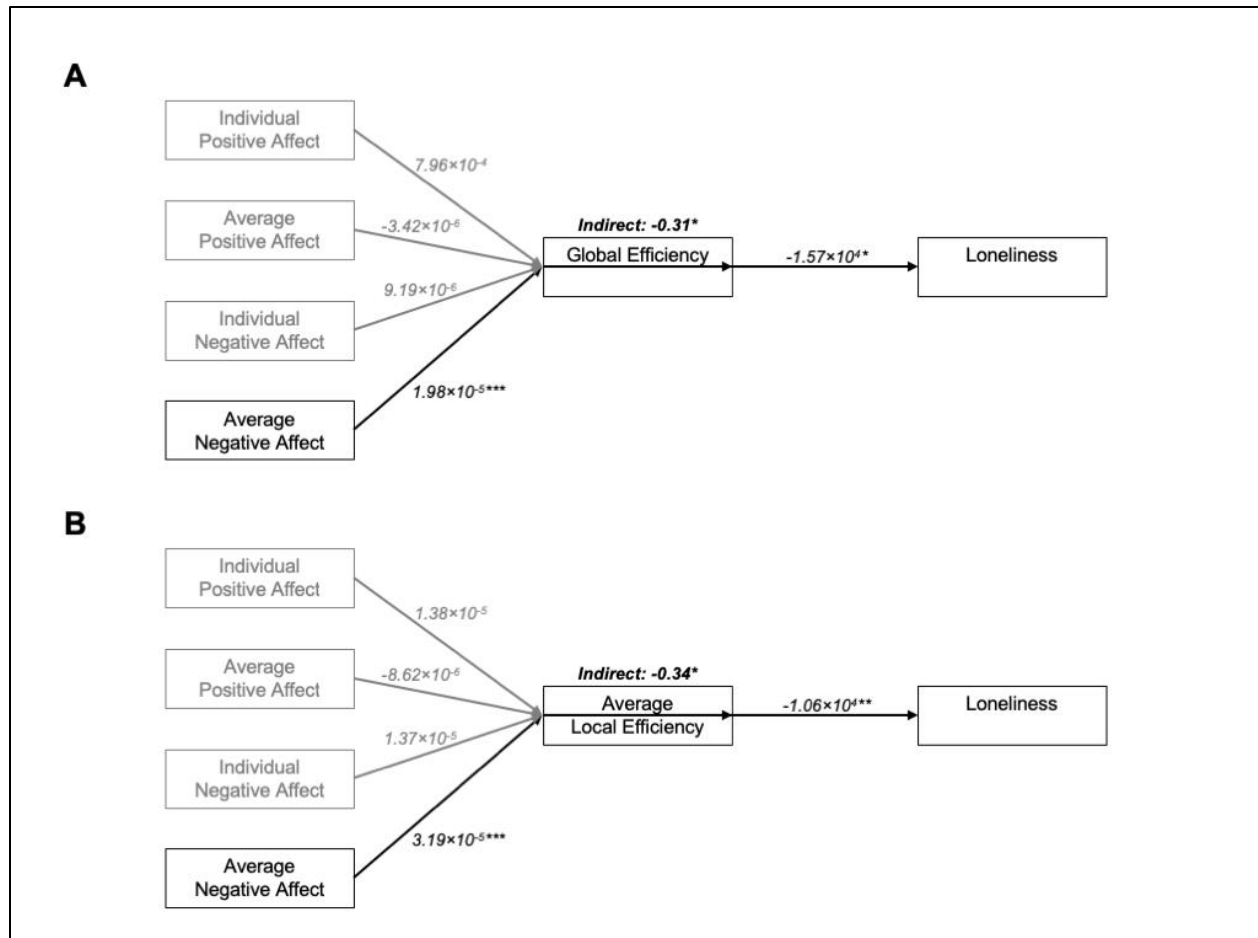 A
Individual
Positive Affect
7.96×10⁻⁴
Average
Positive Affect
-3.42×10⁻⁶
Indirect: -0.31*
Global Efficiency
-1.57×10⁴*
Loneliness
Individual
Negative Affect
9.19×10⁻⁶
1.98×10⁻⁵***
Average
Negative Affect
B
Individual
Positive Affect
1.38×10⁻⁵
Average
Positive Affect
-8.62×10⁻⁶
Indirect: -0.34*
Average
Local Efficiency
-1.06×10⁴**
Loneliness
Individual
Negative Affect
1.37×10⁻⁵
3.19×10⁻⁵***
Average
Negative Affect